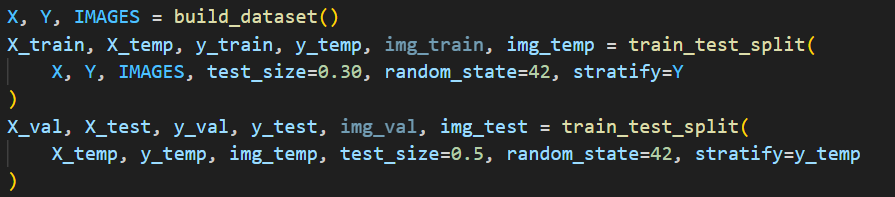 X, Y, IMAGES = build_dataset()
X_train, X_temp, y_train, y_temp, img_train, img_temp = train_test_split(
    X, Y, IMAGES, test_size=0.30, random_state=42, stratify=Y
)
X_val, X_test, y_val, y_test, img_val, img_test = train_test_split(
    X_temp, y_temp, img_temp, test_size=0.5, random_state=42, stratify=y_temp
)